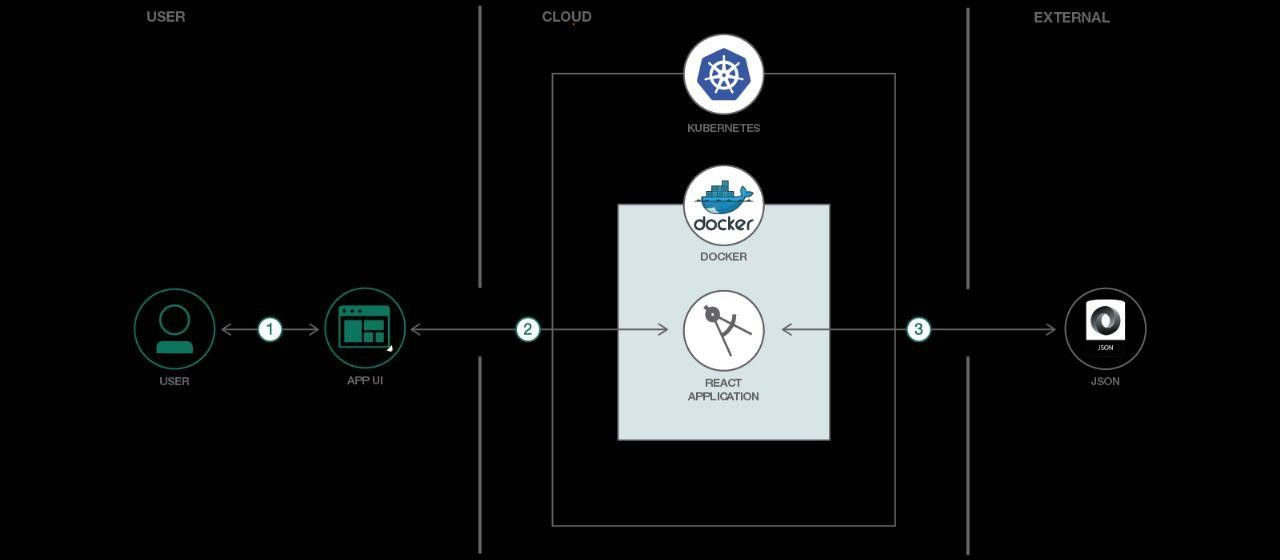 USER
CLOUD
EXTERNAL
KUBERNETES
docker
DOCKER
1
2
3
JSON
USER
APP UI
REACT
APPLICATION
JSON